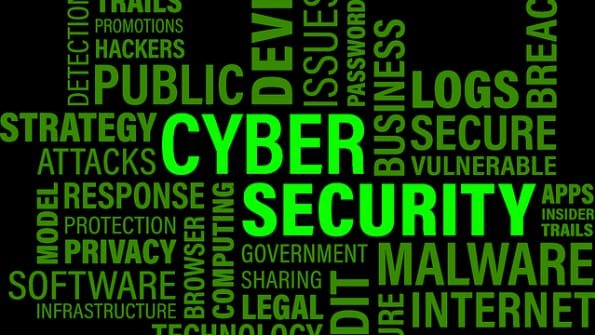 TRAILS
PROMOTIONS
HACKERS
DETECTION
PUBLIC
ISSUES
PASSWORD
BUSINESS
LOGS
STRATEGY
CYBER
SECURE
ATTACKS
VULNERABLE
MODEL
RESPONSE
SECURITY
APPS
PROTECTION
INSIDER
TRAILS
PRIVACY
BROWSER
COMPUTING
GOVERNMENT
MALWARE
SOFTWARE
SHARING
INFRASTRUCTURE
LEGAL
INTERNET
TECHNOLOGY